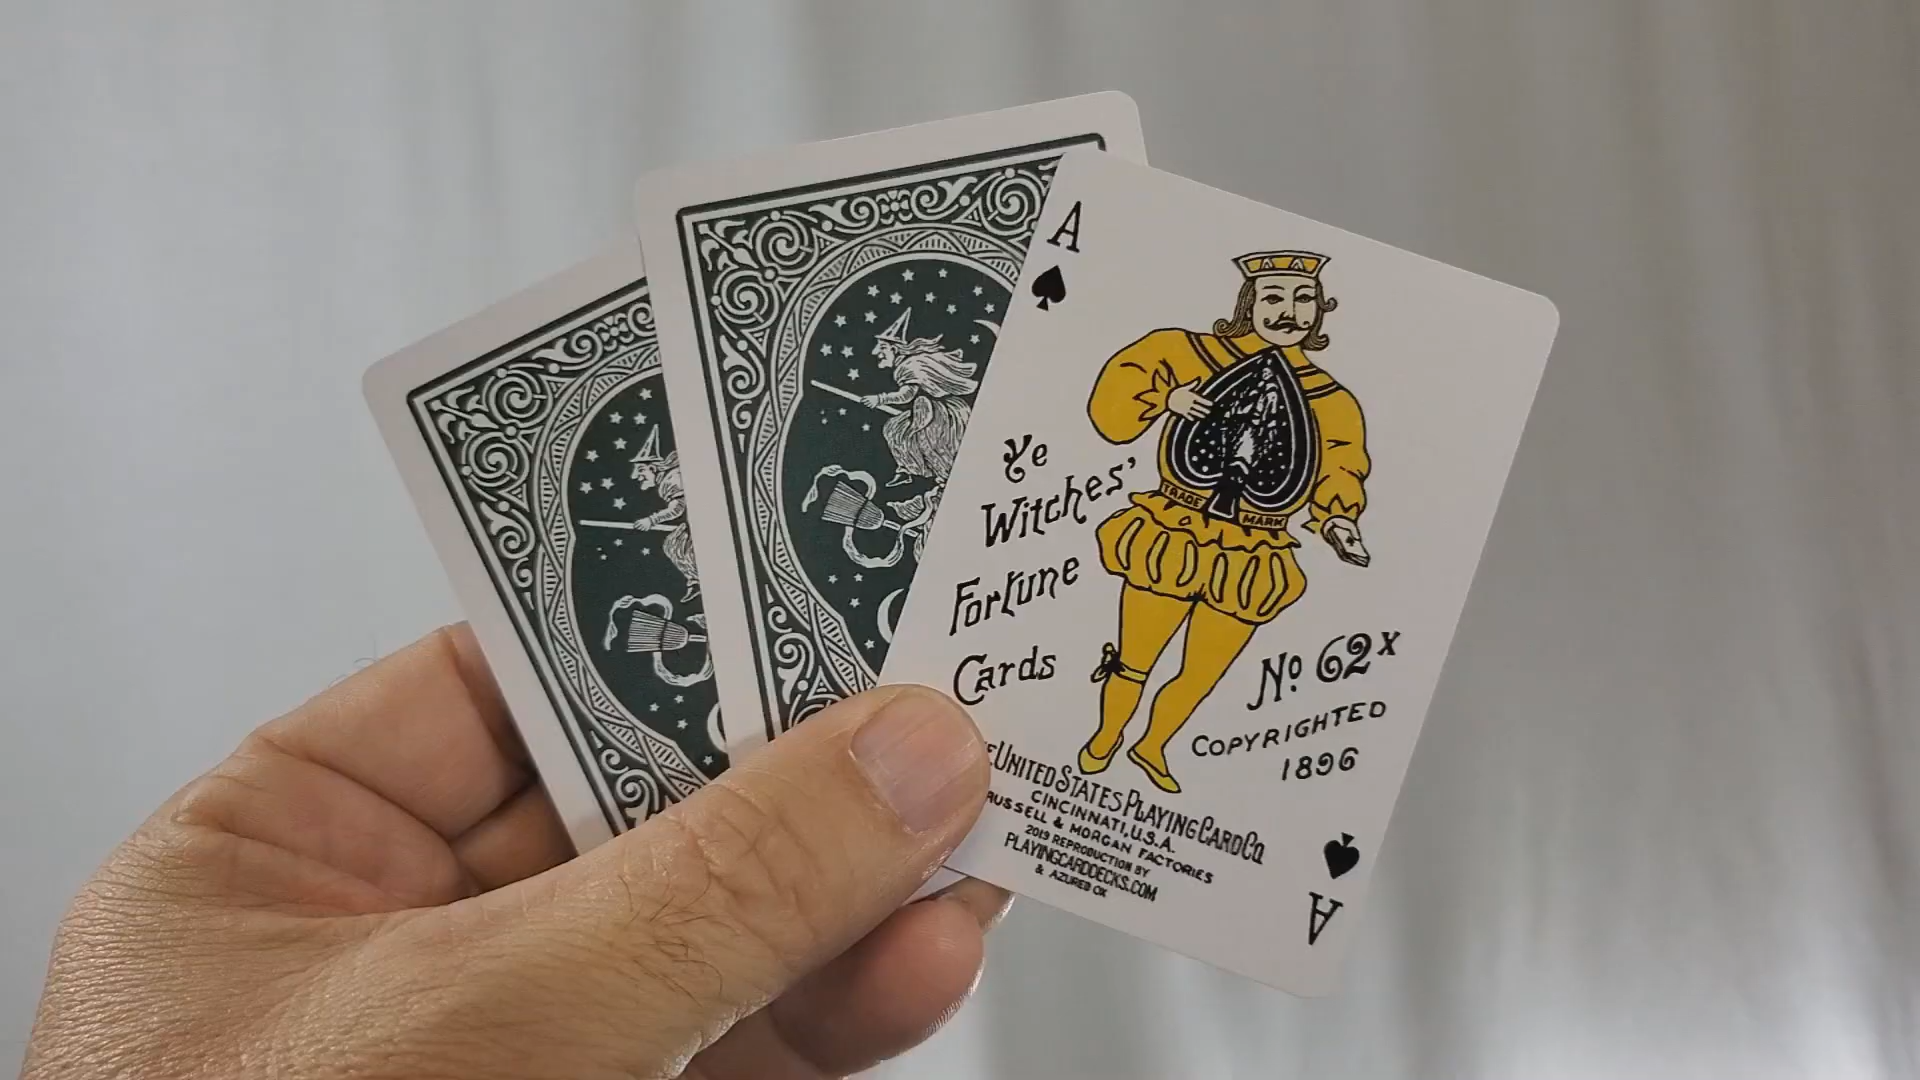 A
Ye
Witches'
Fortune
Cards
TRADE MARK
No 62x
COPYRIGHTED
1896
UNITED STATES PLAYING CARD Co.
CINCINNATI, U.S.A.
RUSSELL & MORGAN FACTORIES
2019 REPRODUCTION BY
PLAYINGCARDDECKS.COM
& AZURED OX
A